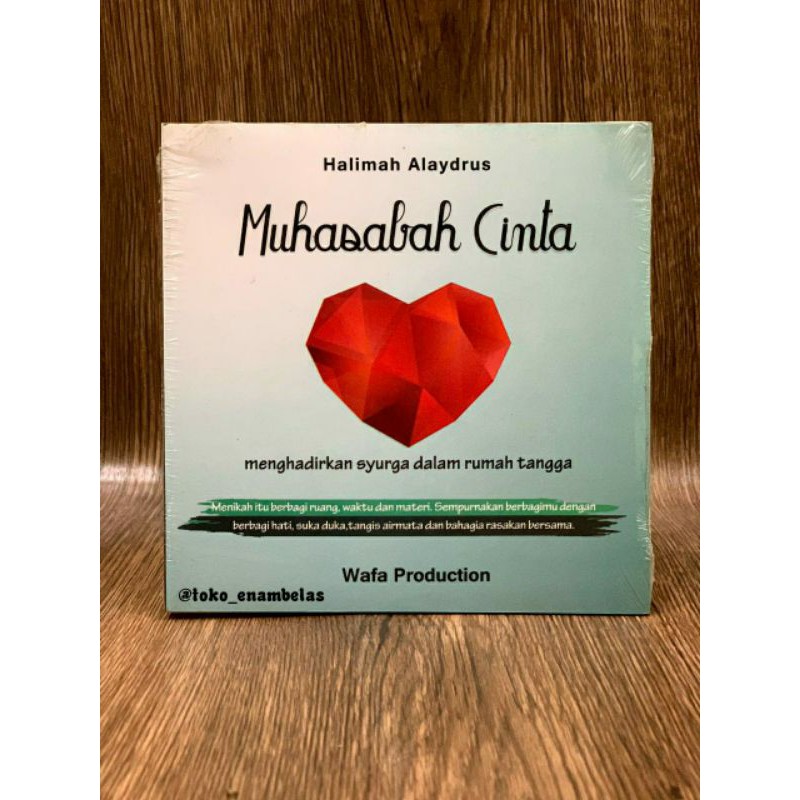 Halimah Alaydrus
Muhasabah Cinta
menghadirkan syurga dalam rumah tangga
Menikah itu berbagi ruang, waktu dan materi. Sempurnakan berbagimu dengan
berbagi hati, suka duka,tangis airmata dan bahagia rasakan bersama.
Wafa Production
@toko_enambelas